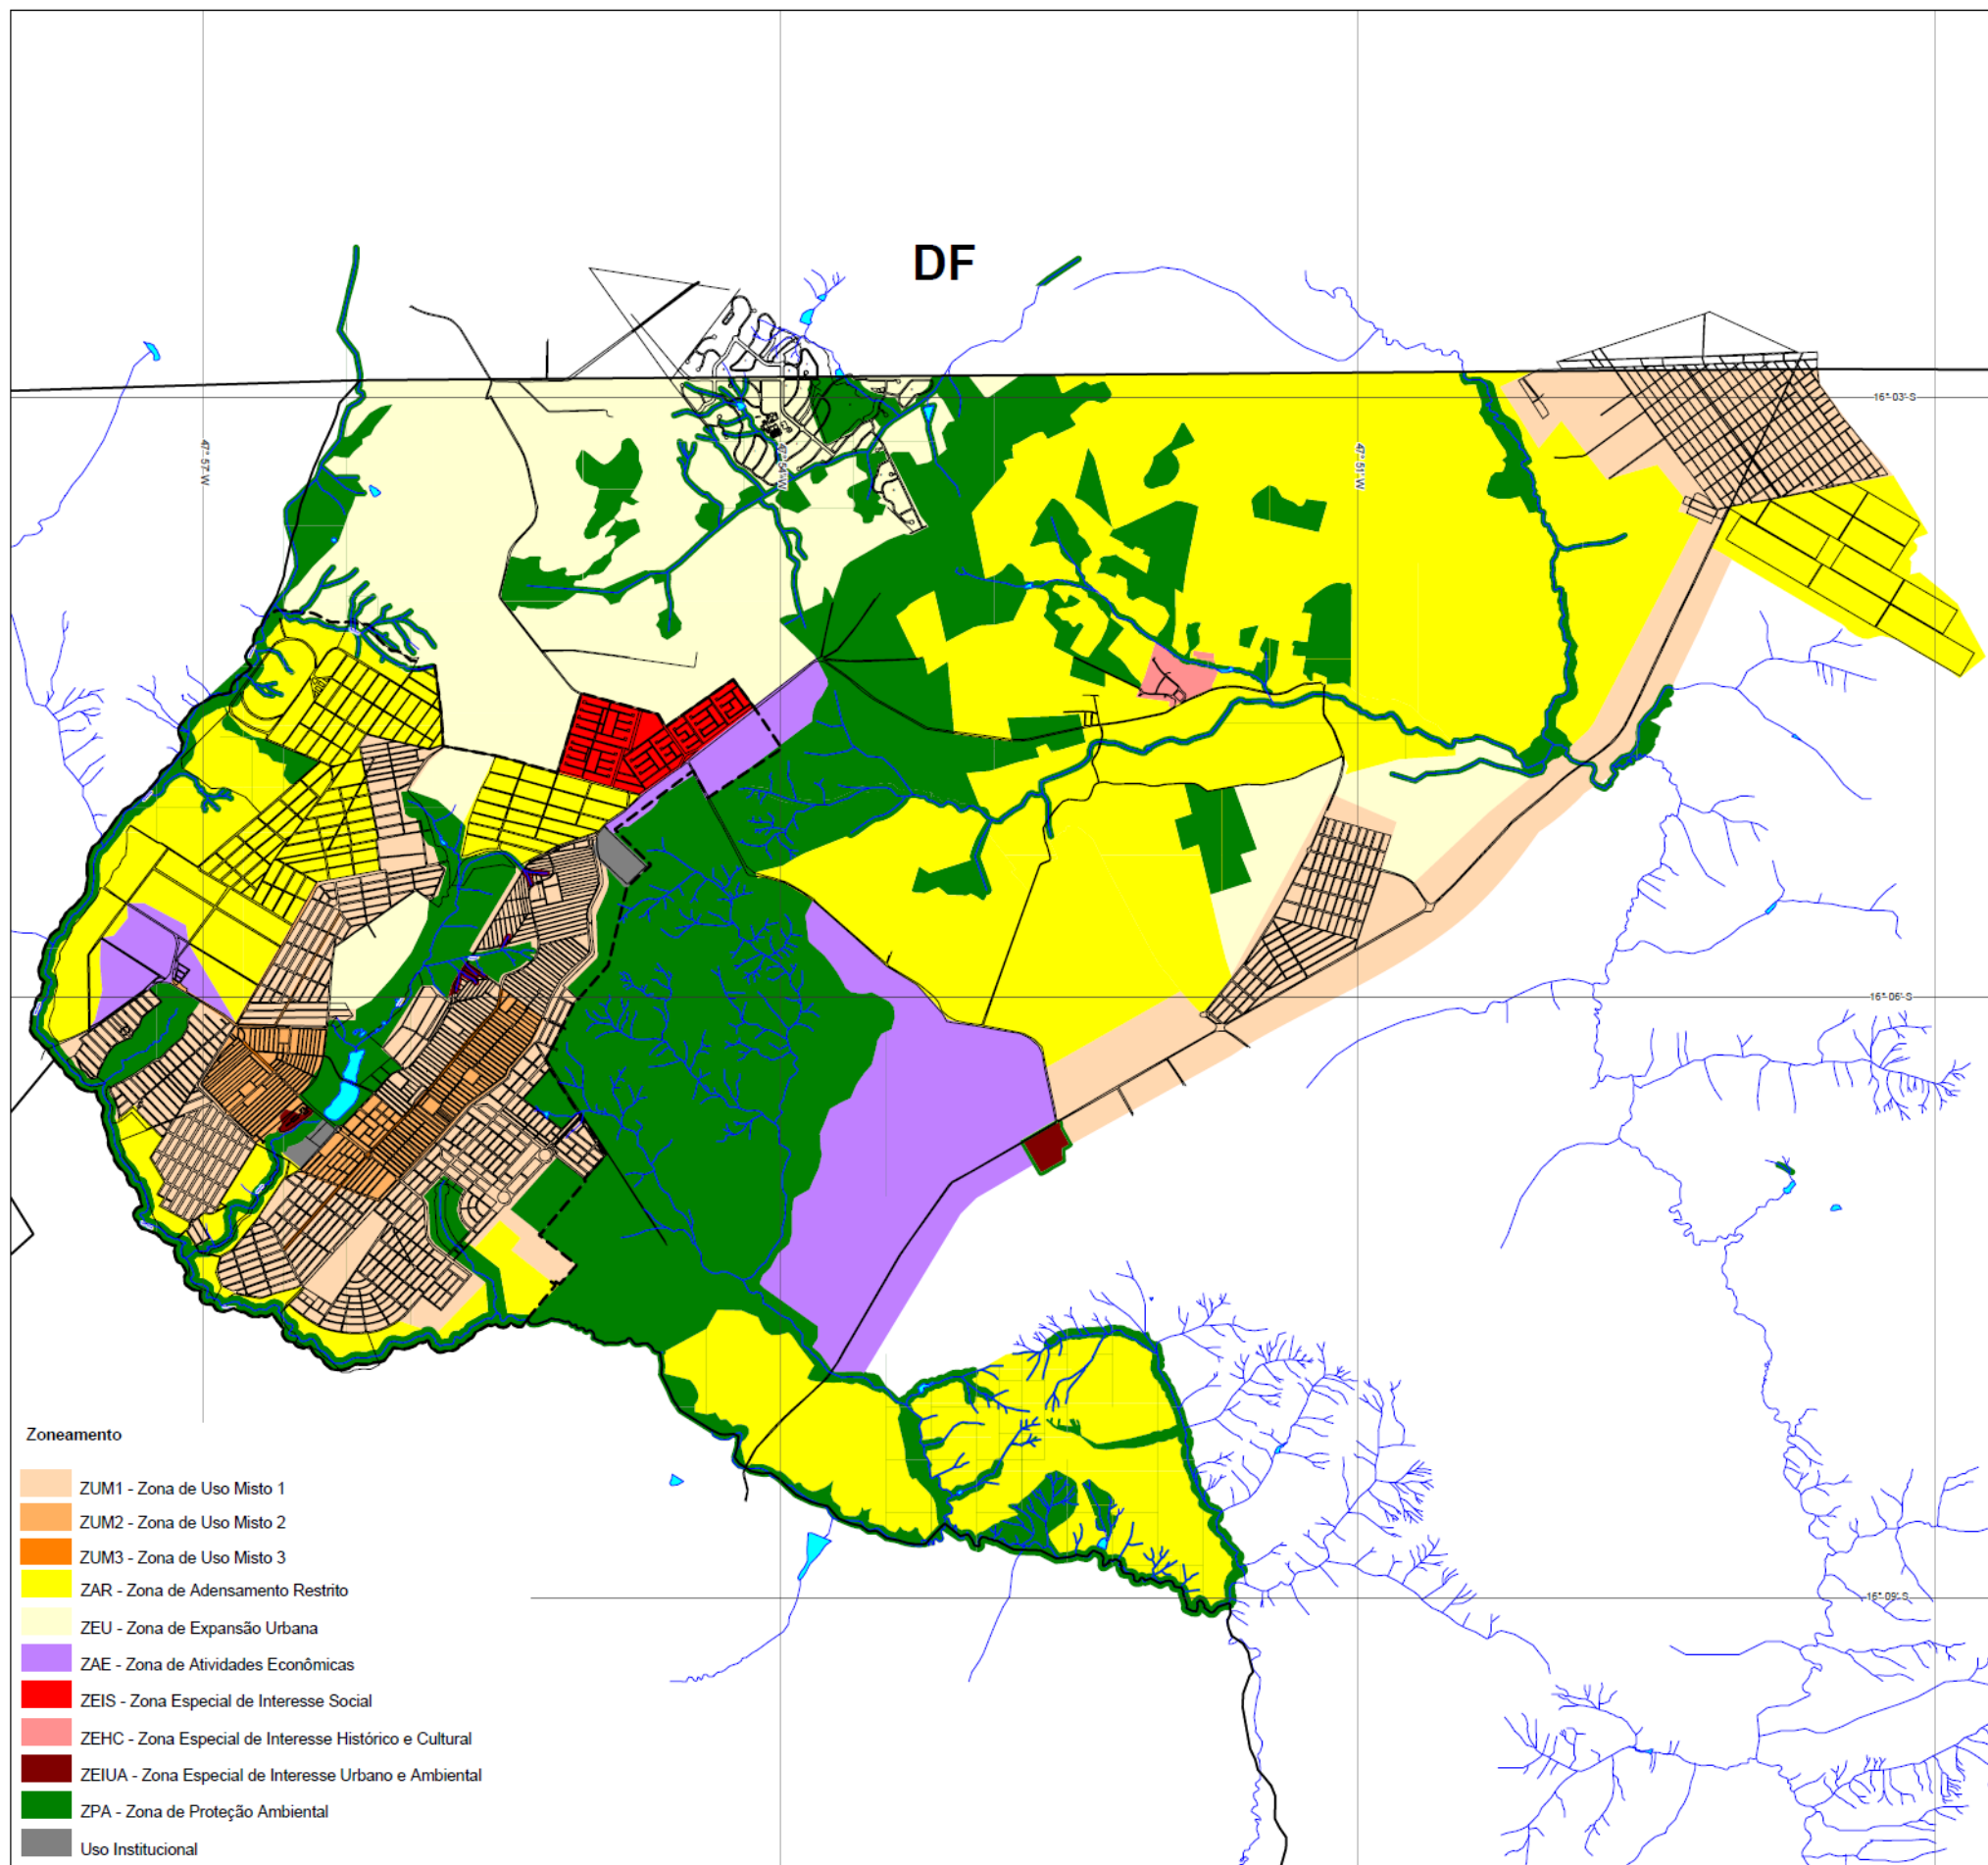 DF
16° 03' S
47° 57' W
47° 54' W
47° 51' W
16° 06' S
16° 09' S
Zoneamento
ZUM1 - Zona de Uso Misto 1
ZUM2 - Zona de Uso Misto 2
ZUM3 - Zona de Uso Misto 3
ZAR - Zona de Adensamento Restrito
ZEU - Zona de Expansão Urbana
ZAE - Zona de Atividades Econômicas
ZEIS - Zona Especial de Interesse Social
ZEHC - Zona Especial de Interesse Histórico e Cultural
ZEIUA - Zona Especial de Interesse Urbano e Ambiental
ZPA - Zona de Proteção Ambiental
Uso Institucional